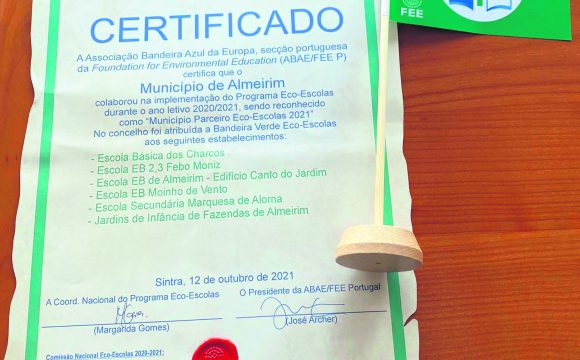 FEE
CERTIFICADO
A Associação Bandeira Azul da Europa, secção portuguesa
da Foundation for Environmental Education (ABAE/FEE P)
certifica que o
Município de Almeirim
colaborou na implementação do Programa Eco-Escolas
durante o ano letivo 2020/2021, sendo reconhecido
como "Município Parceiro Eco-Escolas 2021"
No concelho foi atribuída a Bandeira Verde Eco-Escolas
aos seguintes estabelecimentos:
- Escola Básica dos Charcos
- Escola EB 2,3 Febo Moniz
- Escola EB de Almeirim - Edifício Canto do Jardim
- Escola EB Moinho de Vento
- Escola Secundária Marquesa de Alorna
- Jardins de Infância de Fazendas de Almeirim
Sintra, 12 de outubro de 2021
A Coord. Nacional do Programa Eco-Escolas
O Presidente da ABAE/FEE Portugal
(Margarida Gomes)
(José Archer)
Comissão Nacional Eco-Escolas 2020-2021: